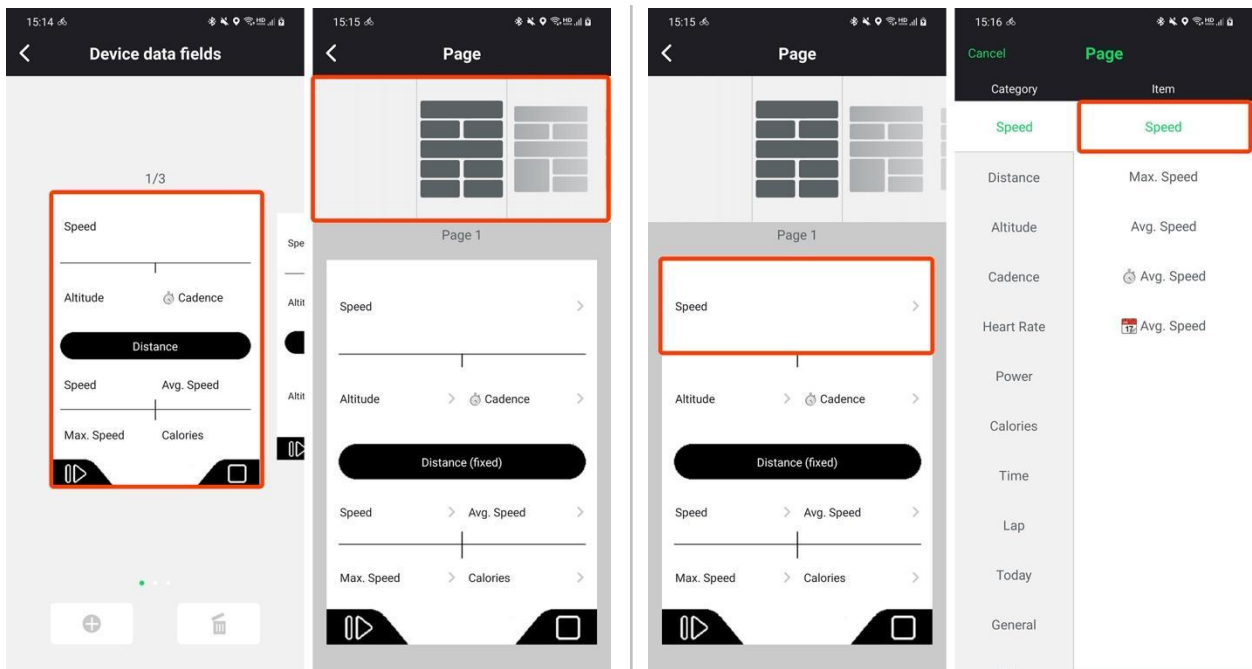 15:14
Device data fields
1/3
Speed
Altitude Cadence
Distance
Speed Avg. Speed
Max. Speed Calories
Spe
Altit
Altit
15:15
Page
Page 1
Speed
Altitude Cadence
Distance (fixed)
Speed Avg. Speed
Max. Speed Calories
15:15
Page
Page 1
Speed
Altitude Cadence
Distance (fixed)
Speed Avg. Speed
Max. Speed Calories
15:16
Cancel Page
Category Item
Speed Speed
Distance Max. Speed
Altitude Avg. Speed
Cadence Avg. Speed
Heart Rate 17 Avg. Speed
Power
Calories
Time
Lap
Today
General